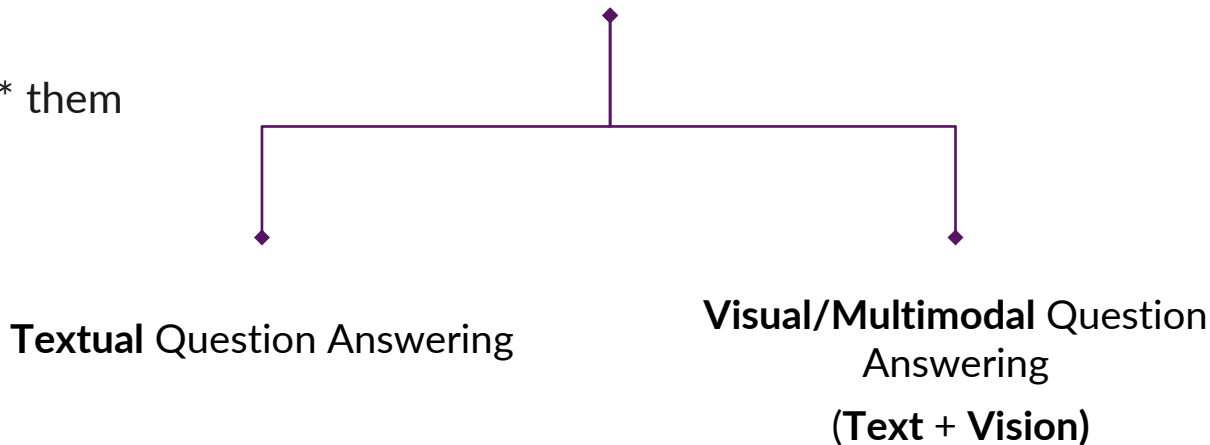 * them
Textual Question Answering
Visual/Multimodal Question
Answering
(Text + Vision)